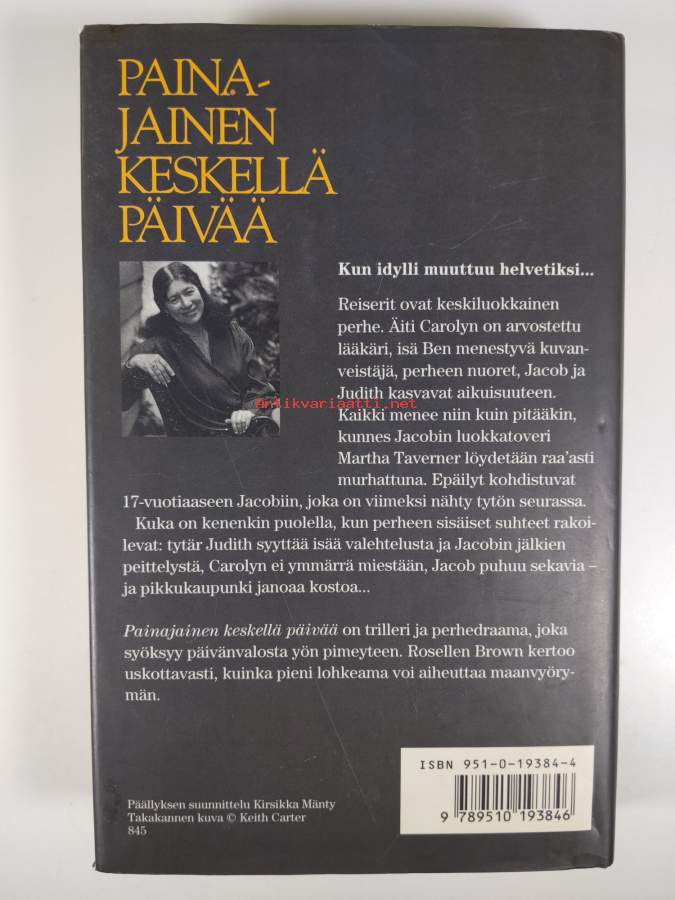 PAINA-
JAINEN
KESKELLÄ
PÄIVÄÄ
Kun idylli muuttuu helvetiksi...
Reiserit ovat keskiluokkainen
perhe. Äiti Carolyn on arvostettu
lääkäri, isä Ben menestyvä kuvan-
veistäjä, perheen nuoret, Jacob ja
Judith kasvavat aikuisuuteen.
antikvariaatti.net
Kaikki menee niin kuin pitääkin,
kunnes Jacobin luokkatoveri
Martha Taverner löydetään raa'asti
murhattuna. Epäilyt kohdistuvat
17-vuotiaaseen Jacobiin, joka on viimeksi nähty tytön seurassa.
Kuka on kenenkin puolella, kun perheen sisäiset suhteet rakoi-
levat: tytär Judith syyttää isää valehtelusta ja Jacobin jälkien
peittelystä, Carolyn ei ymmärrä miestään, Jacob puhuu sekavia –
ja pikkukaupunki janoaa kostoa...
Painajainen keskellä päivää on trilleri ja perhedraama, joka
syöksyy päivänvalosta yön pimeyteen. Rosellen Brown kertoo
uskottavasti, kuinka pieni lohkeama voi aiheuttaa maanvyöry-
män.
ISBN 951-0-19384-4
9 789510 193846
Päällyksen suunnittelu Kirsikka Mänty
Takakannen kuva © Keith Carter
845